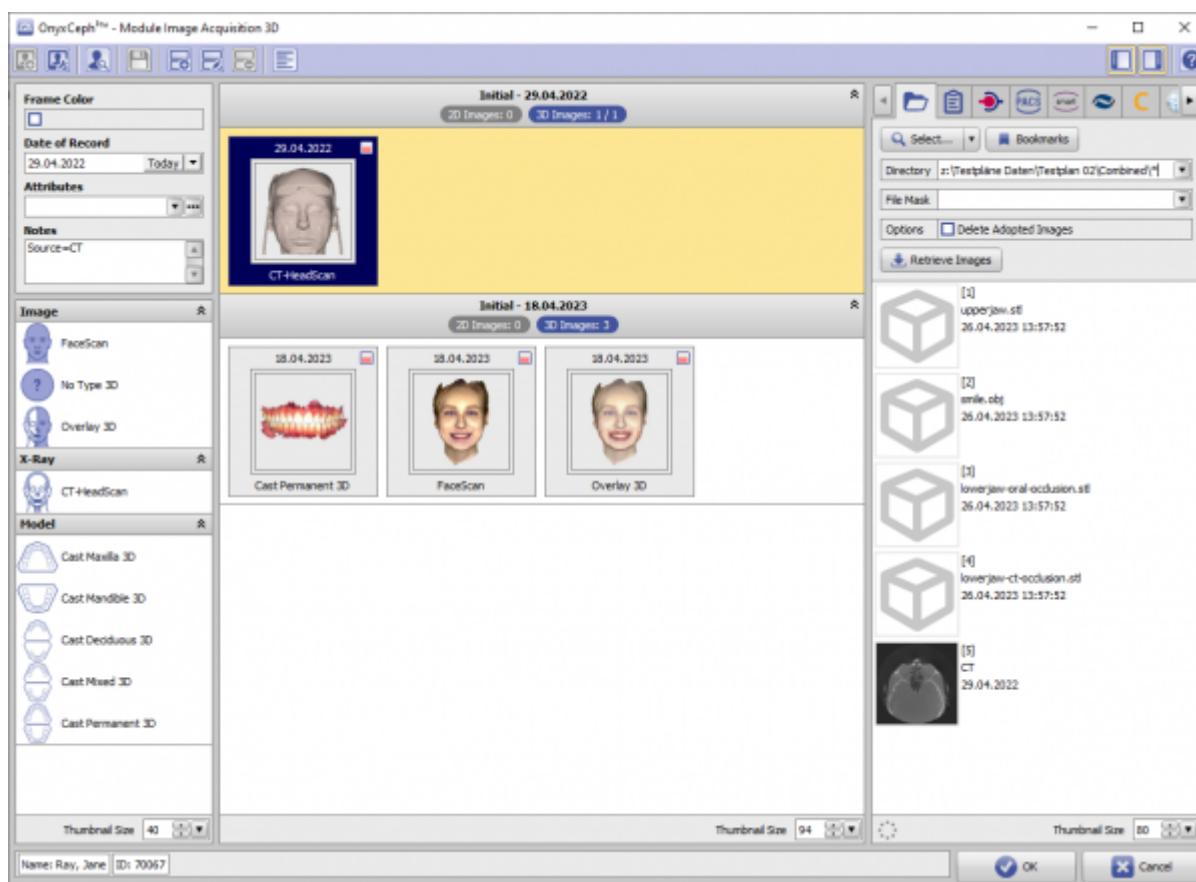 OnyxCeph³™ - Module Image Acquisition 3D
Frame Color
Date of Record
29.04.2022 Today
Attributes
Notes
Source=CT
Image
FaceScan
? No Type 3D
Overlay 3D
X-Ray
CT-HeadScan
Model
Cast Maxilla 3D
Cast Mandible 3D
Cast Deciduous 3D
Cast Mixed 3D
Cast Permanent 3D
Thumbnail Size 40
Initial - 29.04.2022
2D Images: 0 3D Images: 1 / 1
29.04.2022
CT-HeadScan
Initial - 18.04.2023
2D Images: 0 3D Images: 3
18.04.2023 18.04.2023 18.04.2023
Cast Permanent 3D FaceScan Overlay 3D
Thumbnail Size 94
PACS smart C
Select... Bookmarks
Directory z:\Testpläne Daten\Testplan 02\Combined\*
File Mask
Options Delete Adopted Images
Retrieve Images
[1]
upperjaw.stl
26.04.2023 13:57:52
[2]
smile.obj
26.04.2023 13:57:52
[3]
lowerjaw-oral-occlusion.stl
26.04.2023 13:57:52
[4]
lowerjaw-ct-occlusion.stl
26.04.2023 13:57:52
[5]
CT
29.04.2022
Thumbnail Size 80
Name: Ray, Jane ID: 70067
OK Cancel